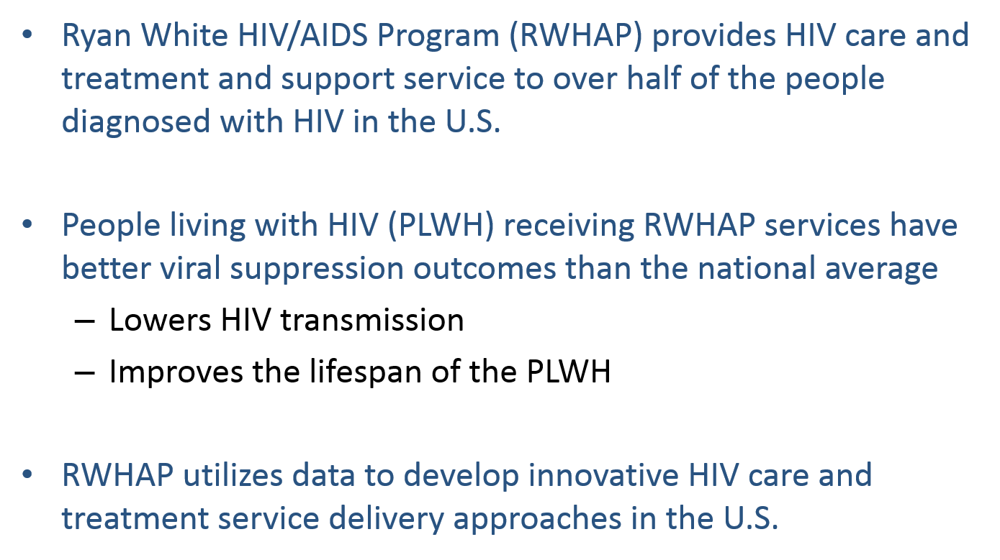 • Ryan White HIV/AIDS Program (RWHAP) provides HIV care and
treatment and support service to over half of the people
diagnosed with HIV in the U.S.
• People living with HIV (PLWH) receiving RWHAP services have
better viral suppression outcomes than the national average
– Lowers HIV transmission
– Improves the lifespan of the PLWH
• RWHAP utilizes data to develop innovative HIV care and
treatment service delivery approaches in the U.S.